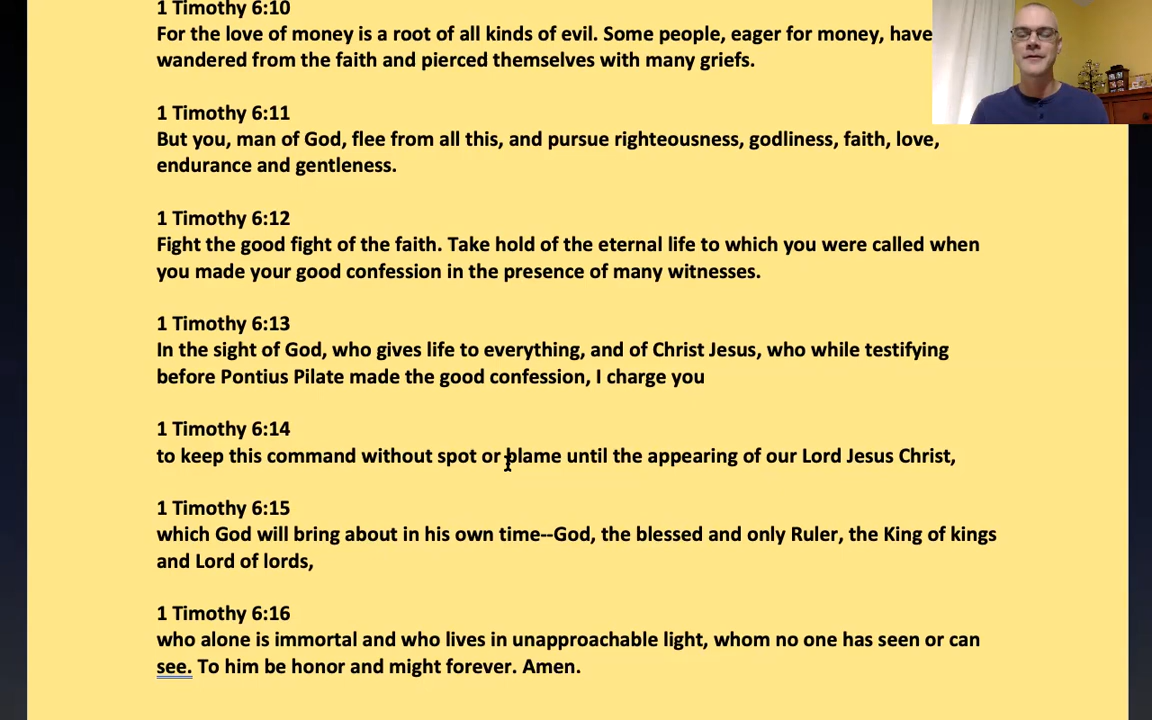 1 Timothy 6:10
For the love of money is a root of all kinds of evil. Some people, eager for money, have
wandered from the faith and pierced themselves with many griefs.
1 Timothy 6:11
But you, man of God, flee from all this, and pursue righteousness, godliness, faith, love,
endurance and gentleness.
1 Timothy 6:12
Fight the good fight of the faith. Take hold of the eternal life to which you were called when
you made your good confession in the presence of many witnesses.
1 Timothy 6:13
In the sight of God, who gives life to everything, and of Christ Jesus, who while testifying
before Pontius Pilate made the good confession, I charge you
1 Timothy 6:14
to keep this command without spot or blame until the appearing of our Lord Jesus Christ,
1 Timothy 6:15
which God will bring about in his own time--God, the blessed and only Ruler, the King of kings
and Lord of lords,
1 Timothy 6:16
who alone is immortal and who lives in unapproachable light, whom no one has seen or can
see. To him be honor and might forever. Amen.